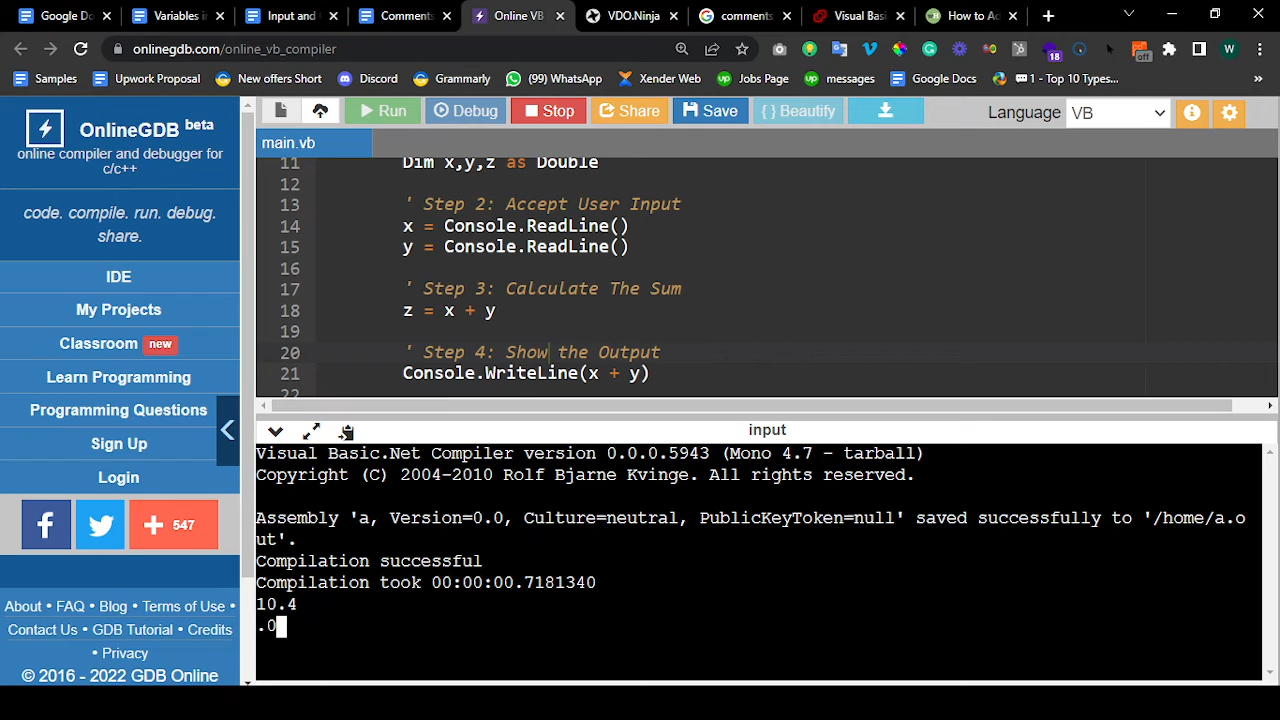 Google Do
Variables in
Input and
Comments
Online VB
VDO.Ninja
comments
Visual Basi
How to Ac
onlinegdb.com/online_vb_compiler
W
18
off
Samples
Upwork Proposal
New offers Short
Discord
Grammarly
(99) WhatsApp
Xender Web
Jobs Page
messages
Google Docs
1 - Top 10 Types...
»
OnlineGDB beta
online compiler and debugger for
c/c++
code. compile. run. debug.
share.
IDE
My Projects
Classroom new
Learn Programming
Programming Questions
Sign Up
Login
547
About • FAQ • Blog • Terms of Use •
Contact Us • GDB Tutorial • Credits
• Privacy
© 2016 - 2022 GDB Online
Run
Debug
Stop
Share
Save
{ } Beautify
Language VB
main.vb
11 Dim x,y,z as Double
12
13 ' Step 2: Accept User Input
14 x = Console.ReadLine()
15 y = Console.ReadLine()
16
17 ' Step 3: Calculate The Sum
18 z = x + y
19
20 ' Step 4: Show the Output
21 Console.WriteLine(x + y)
22
input
Visual Basic.Net Compiler version 0.0.0.5943 (Mono 4.7 - tarball)
Copyright (C) 2004-2010 Rolf Bjarne Kvinge. All rights reserved.
Assembly 'a, Version=0.0, Culture=neutral, PublicKeyToken=null' saved successfully to '/home/a.o
ut'.
Compilation successful
Compilation took 00:00:00.7181340
10.4
.0